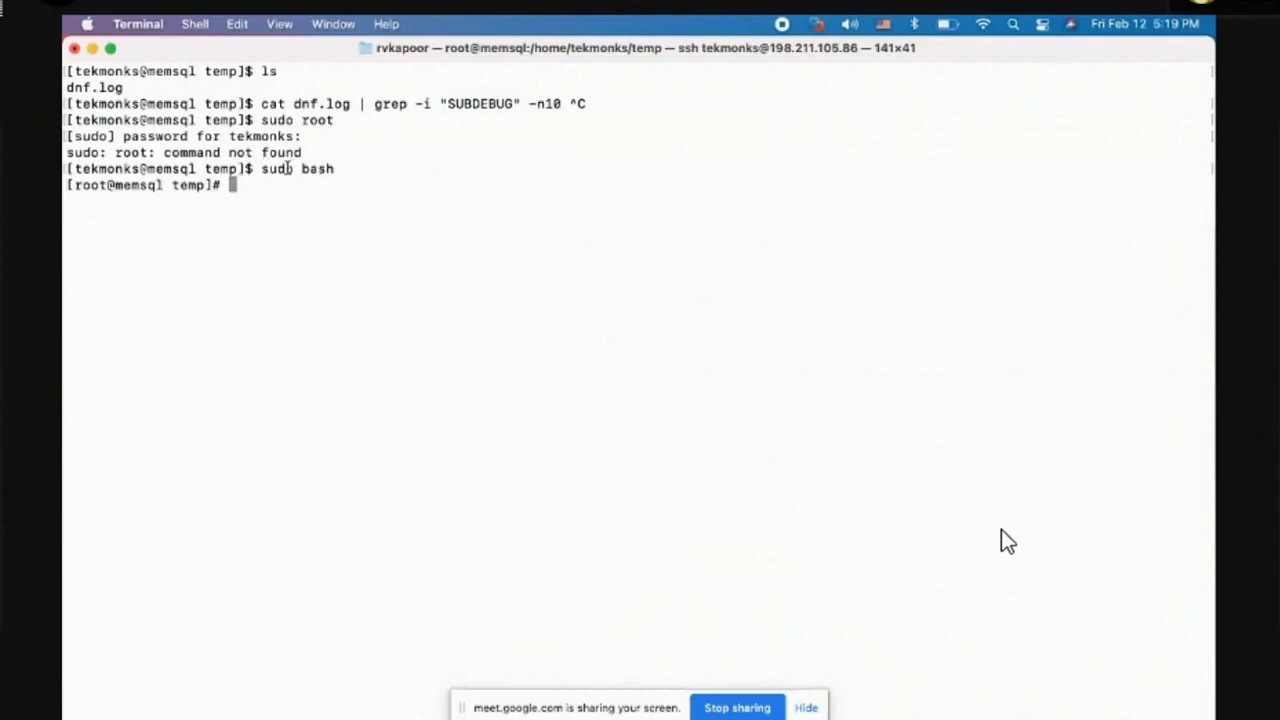 Terminal Shell Edit View Window Help Fri Feb 12 5:19 PM
rvkapoor — root@memsql:/home/tekmonks/temp — ssh tekmonks@198.211.105.86 — 141×41
[tekmonks@memsql temp]$ ls
dnf.log
[tekmonks@memsql temp]$ cat dnf.log | grep -i "SUBDEBUG" -n10 ^C
[tekmonks@memsql temp]$ sudo root
[sudo] password for tekmonks:
sudo: root: command not found
[tekmonks@memsql temp]$ sudo bash
[root@memsql temp]#
meet.google.com is sharing your screen. Stop sharing Hide